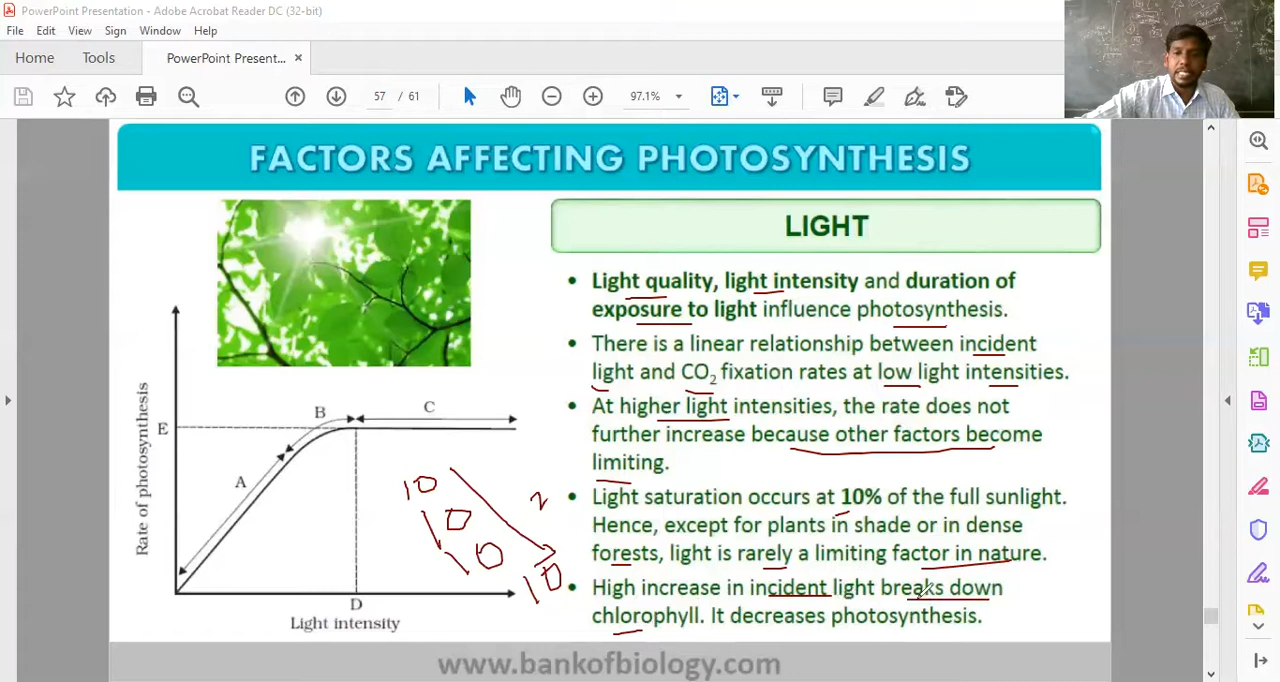 PowerPoint Presentation - Adobe Acrobat Reader DC (32-bit)
File Edit View Sign Window Help
Home Tools PowerPoint Present... ×
57 / 61 97.1%
FACTORS AFFECTING PHOTOSYNTHESIS
LIGHT
• Light quality, light intensity and duration of
exposure to light influence photosynthesis.
• There is a linear relationship between incident
light and CO₂ fixation rates at low light intensities.
• At higher light intensities, the rate does not
further increase because other factors become
limiting.
• Light saturation occurs at 10% of the full sunlight.
Hence, except for plants in shade or in dense
forests, light is rarely a limiting factor in nature.
• High increase in incident light breaks down
chlorophyll. It decreases photosynthesis.
Rate of photosynthesis
E
A
B
C
D
Light intensity
10
0
10
10
2
www.bankofbiology.com